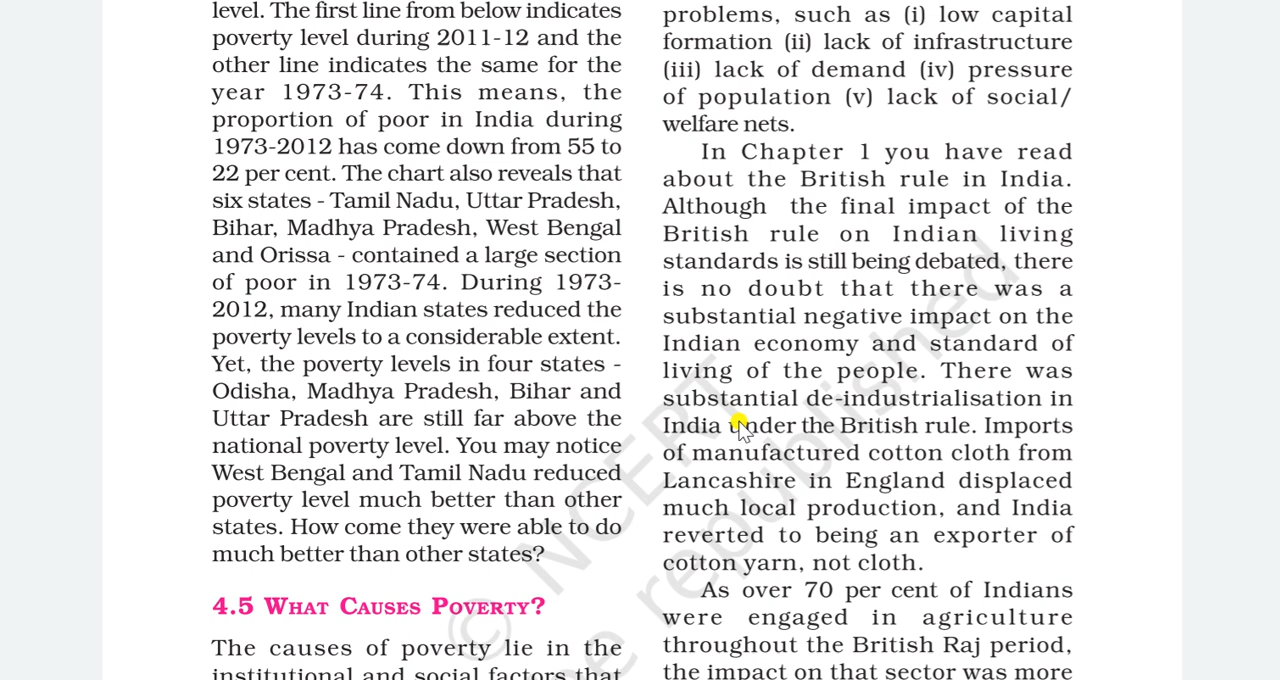 level. The first line from below indicates
poverty level during 2011-12 and the
other line indicates the same for the
year 1973-74. This means, the
proportion of poor in India during
1973-2012 has come down from 55 to
22 per cent. The chart also reveals that
six states - Tamil Nadu, Uttar Pradesh,
Bihar, Madhya Pradesh, West Bengal
and Orissa - contained a large section
of poor in 1973-74. During 1973-
2012, many Indian states reduced the
poverty levels to a considerable extent.
Yet, the poverty levels in four states -
Odisha, Madhya Pradesh, Bihar and
Uttar Pradesh are still far above the
national poverty level. You may notice
West Bengal and Tamil Nadu reduced
poverty level much better than other
states. How come they were able to do
much better than other states?
4.5 WHAT CAUSES POVERTY?
The causes of poverty lie in the
institutional and social factors that
problems, such as (i) low capital
formation (ii) lack of infrastructure
(iii) lack of demand (iv) pressure
of population (v) lack of social/
welfare nets.
In Chapter 1 you have read
about the British rule in India.
Although the final impact of the
British rule on Indian living
standards is still being debated, there
is no doubt that there was a
substantial negative impact on the
Indian economy and standard of
living of the people. There was
substantial de-industrialisation in
India under the British rule. Imports
of manufactured cotton cloth from
Lancashire in England displaced
much local production, and India
reverted to being an exporter of
cotton yarn, not cloth.
As over 70 per cent of Indians
were engaged in agriculture
throughout the British Raj period,
the impact on that sector was more
© NCERT
be republished